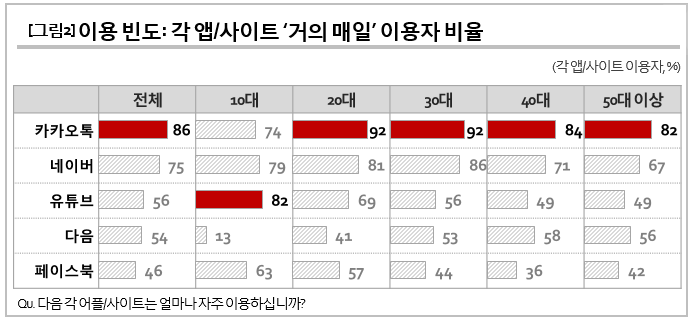 [그림2] 이용 빈도: 각 앱/사이트 ‘거의 매일’ 이용자 비율
(각 앱/사이트 이용자,%)
전체 10대 20대 30대 40대 50대 이상
카카오톡 86 74 92 92 84 82
네이버 75 79 81 86 71 67
유튜브 56 82 69 56 49 49
다음 54 13 41 53 58 56
페이스북 46 63 57 44 36 42
Qu. 다음 각 어플/사이트는 얼마나 자주 이용하십니까?